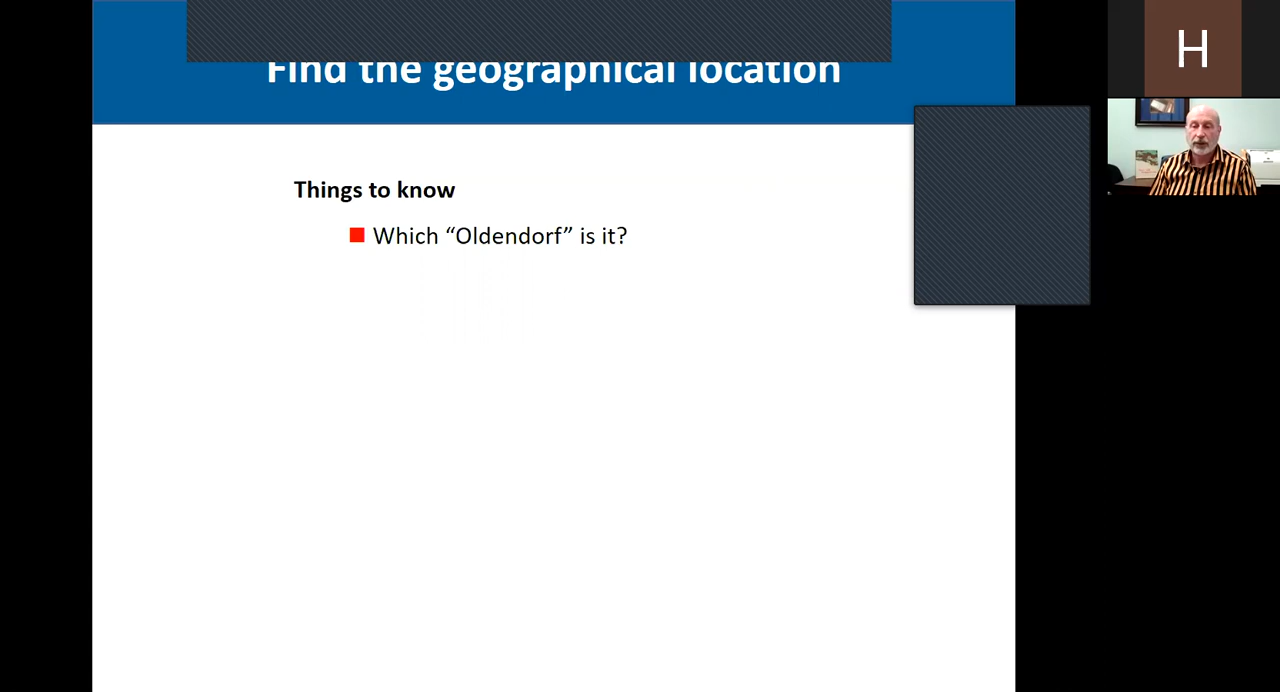 Find the geographical location
H
Things to know
Which “Oldendorf” is it?